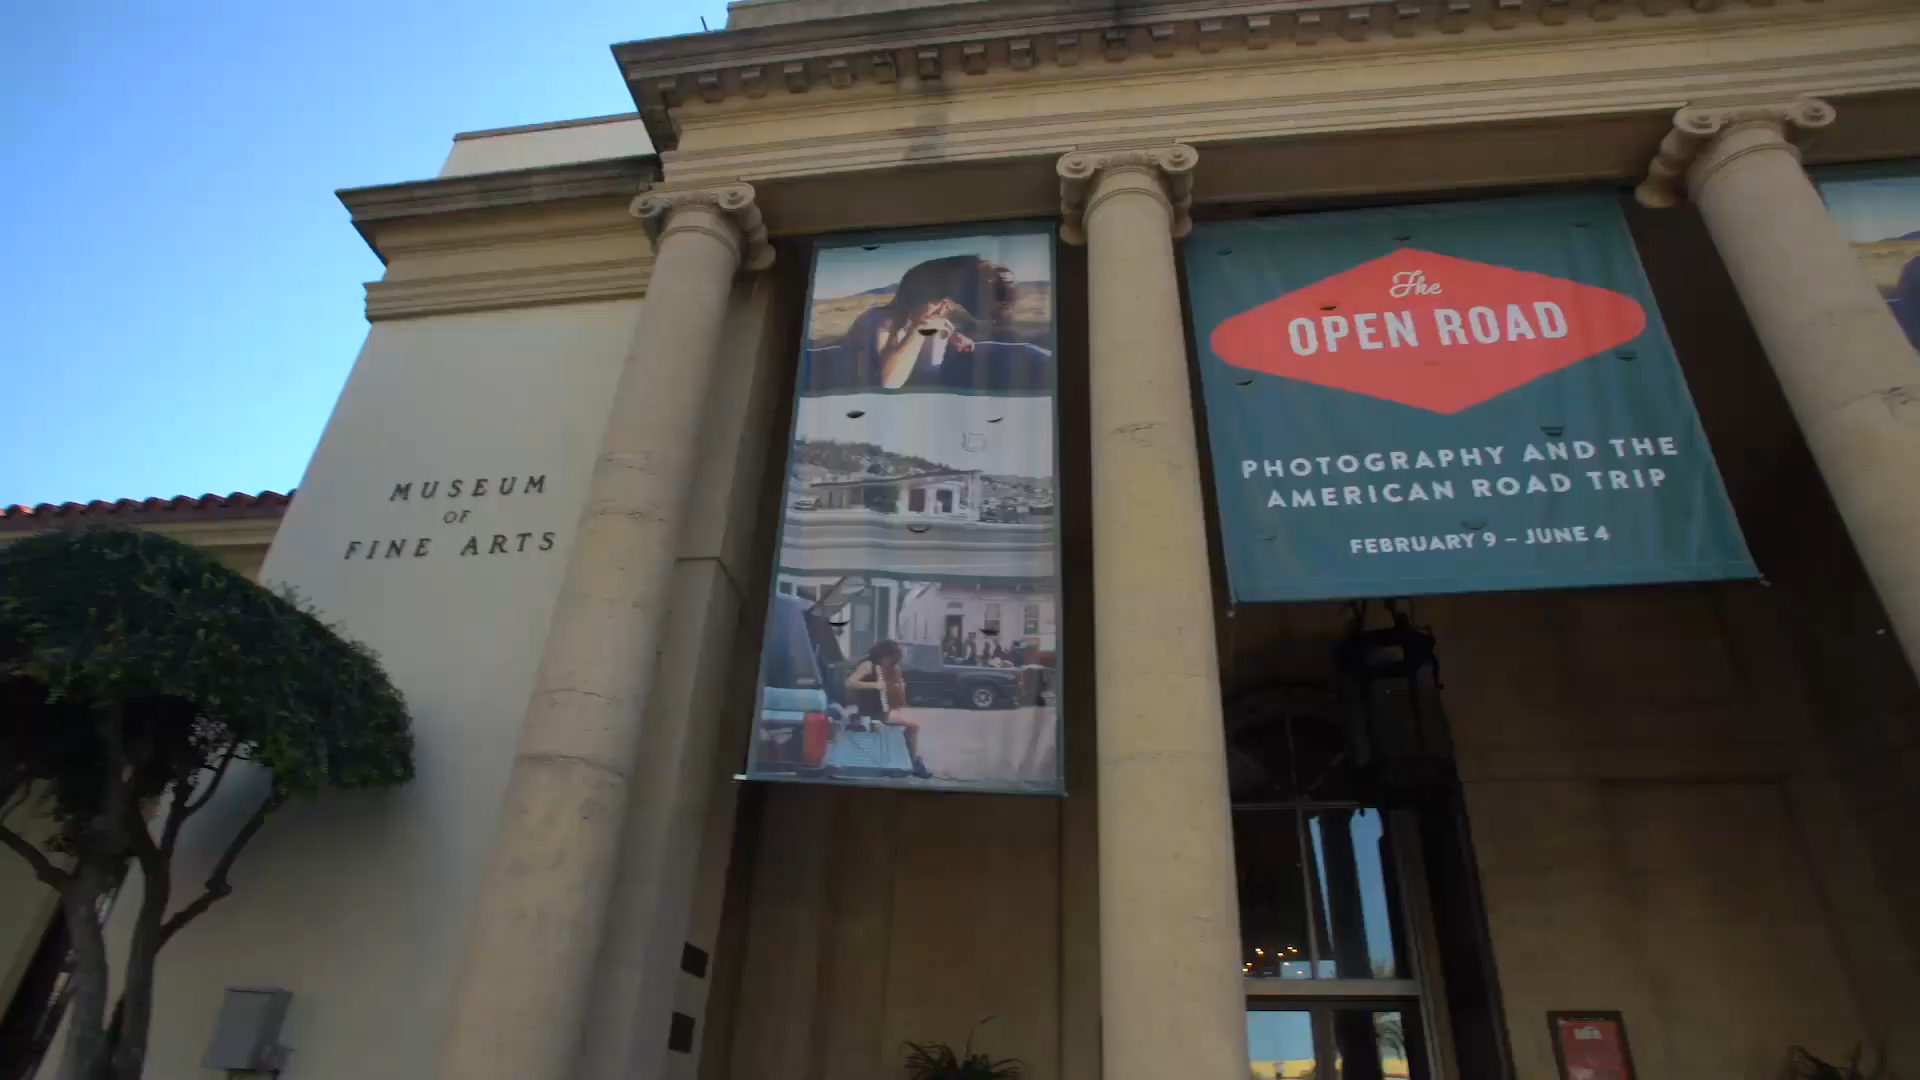 MUSEUM
OF
FINE ARTS
The
OPEN ROAD
PHOTOGRAPHY AND THE
AMERICAN ROAD TRIP
FEBRUARY 9 – JUNE 4